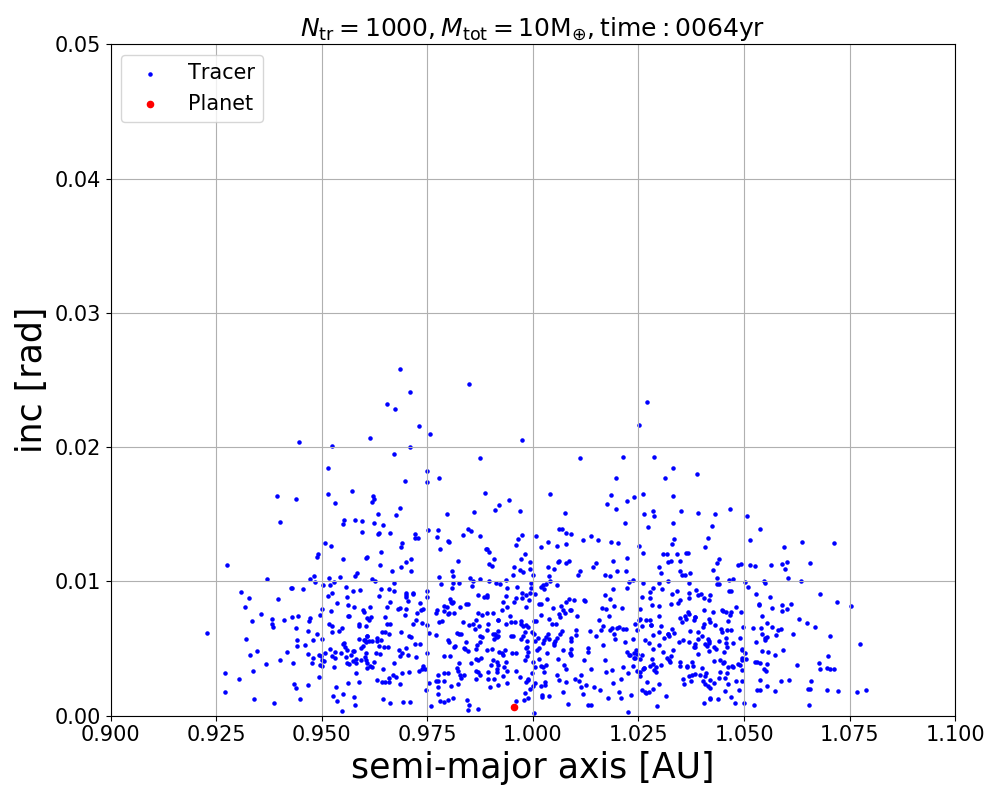 N_tr = 1000, M_tot = 10M_⊕, time : 0064yr
Tracer
Planet
0.05
0.04
0.03
0.02
0.01
0.00
inc [rad]
0.900 0.925 0.950 0.975 1.000 1.025 1.050 1.075 1.100
semi-major axis [AU]